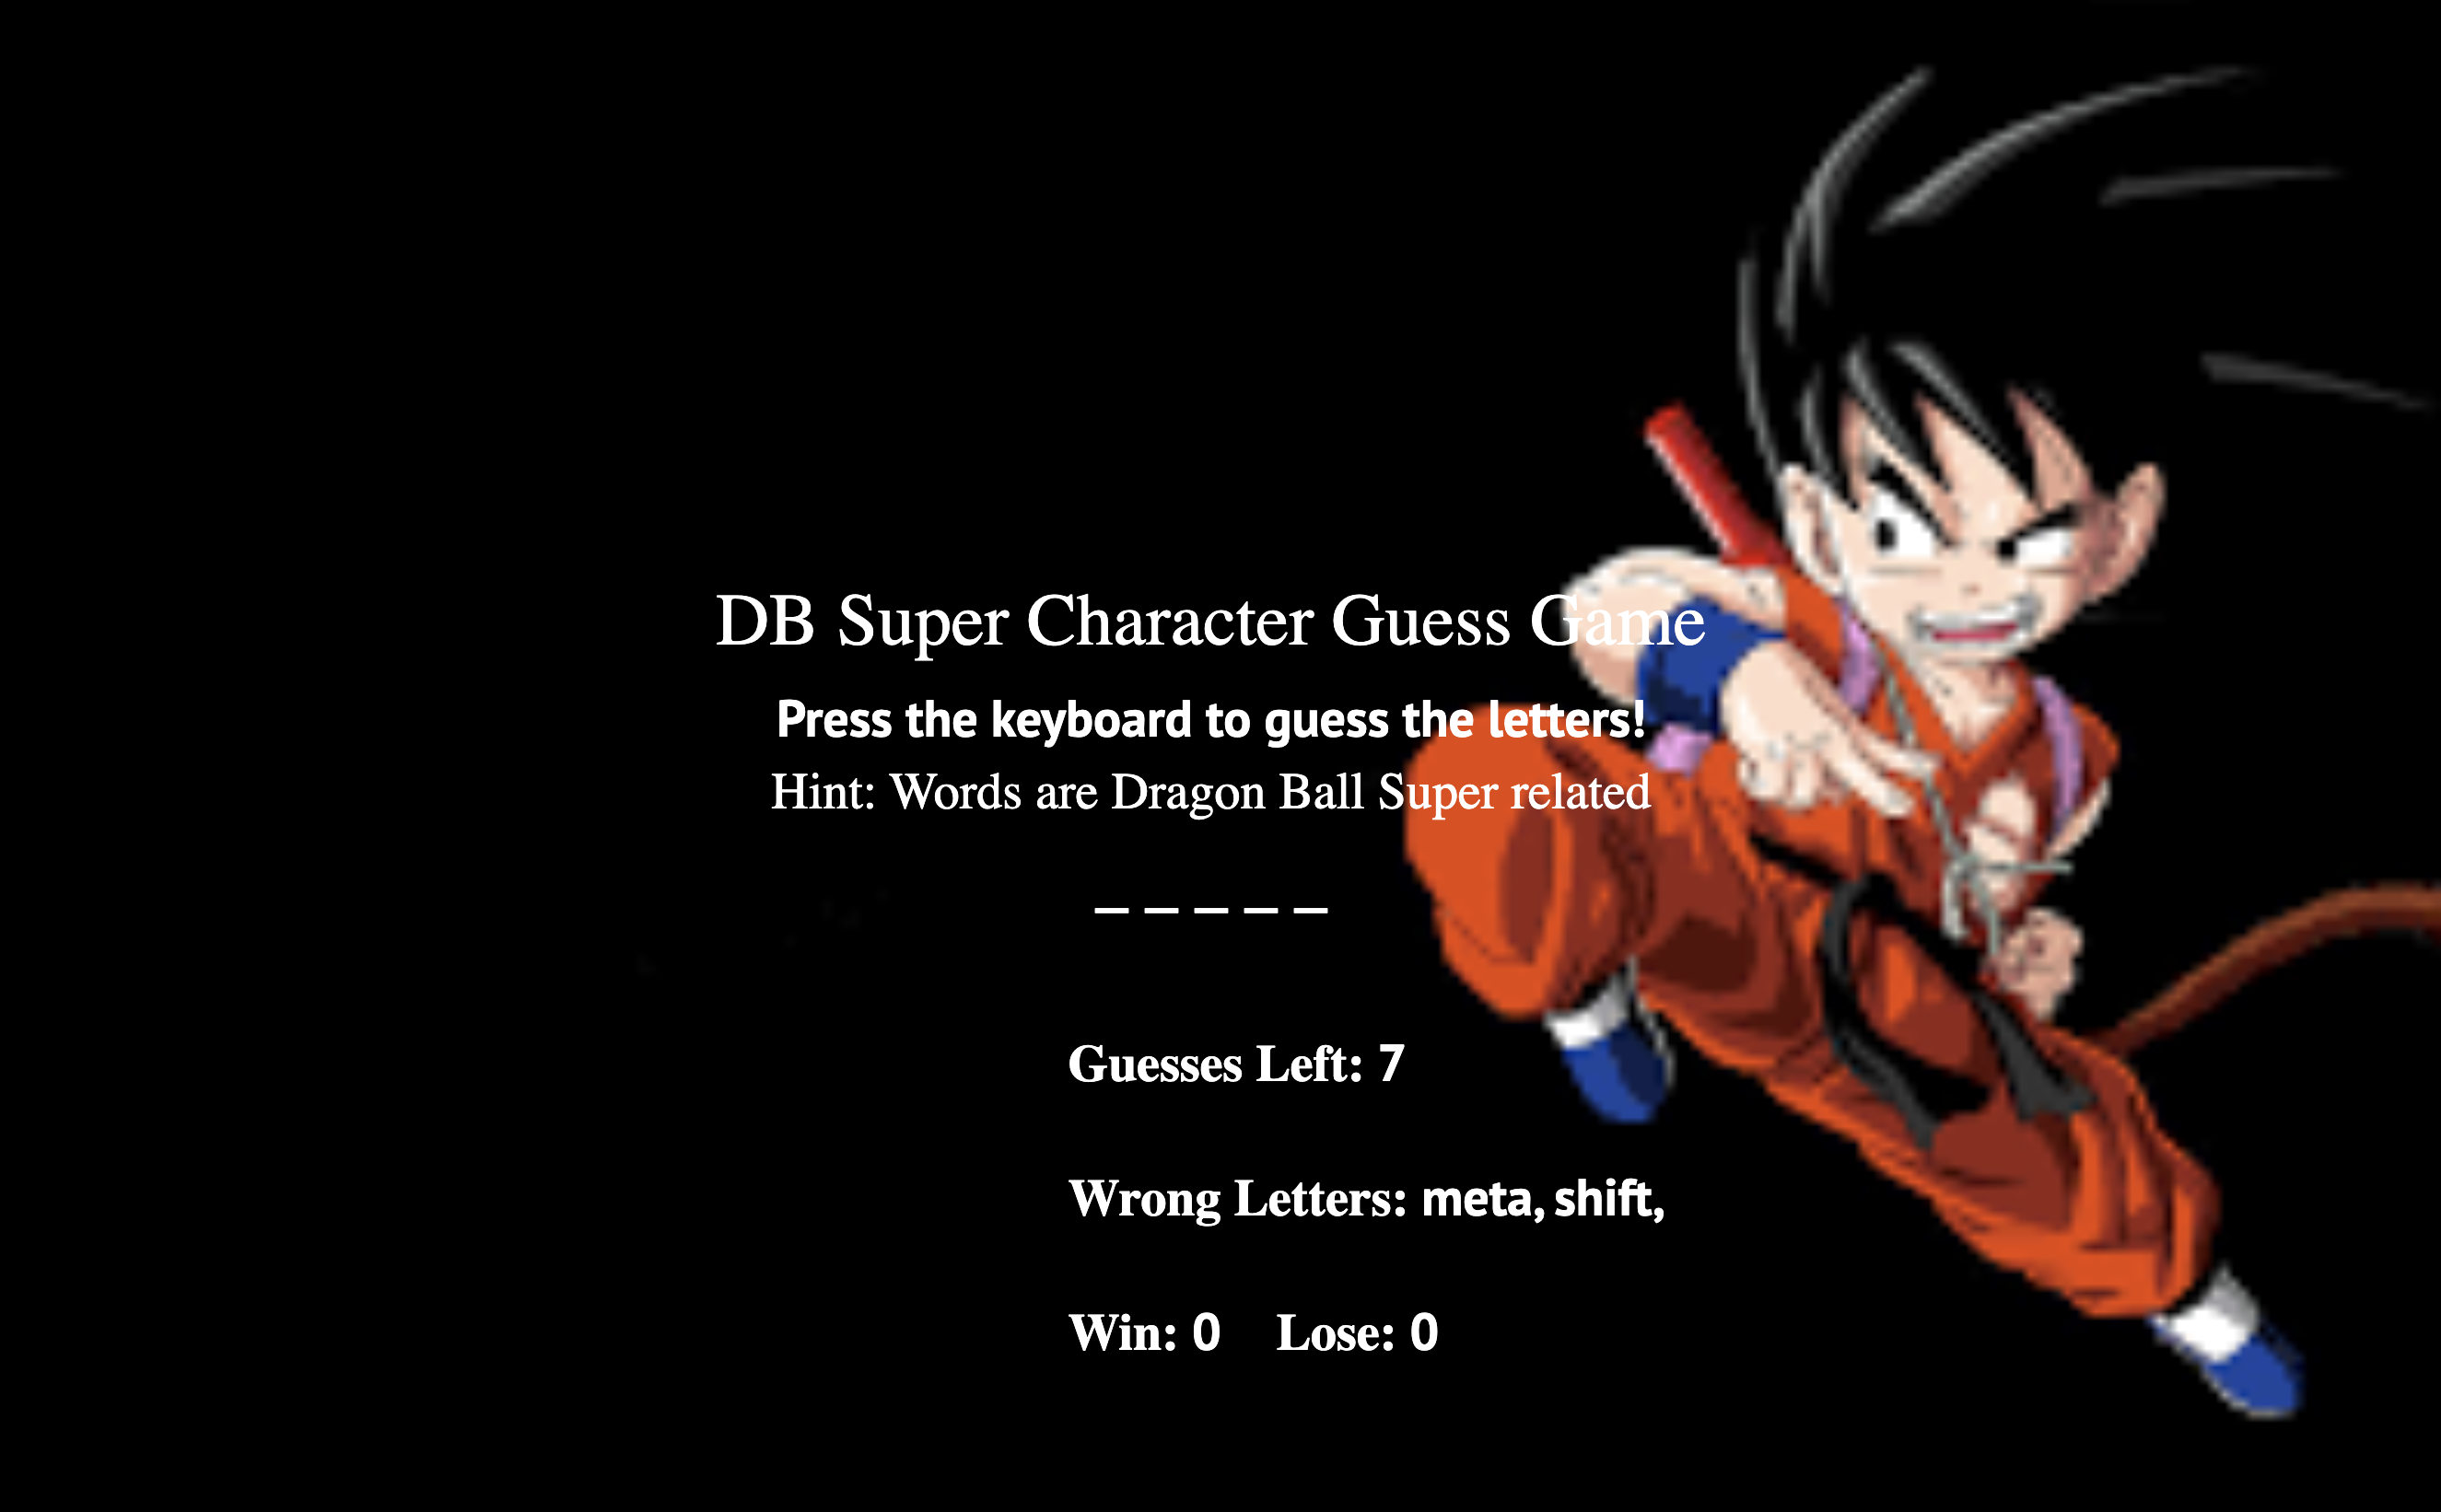 DB Super Character Guess Game
Press the keyboard to guess the letters!
Hint: Words are Dragon Ball Super related
_ _ _ _ _
Guesses Left: 7
Wrong Letters: meta, shift,
Win: 0 Lose: 0